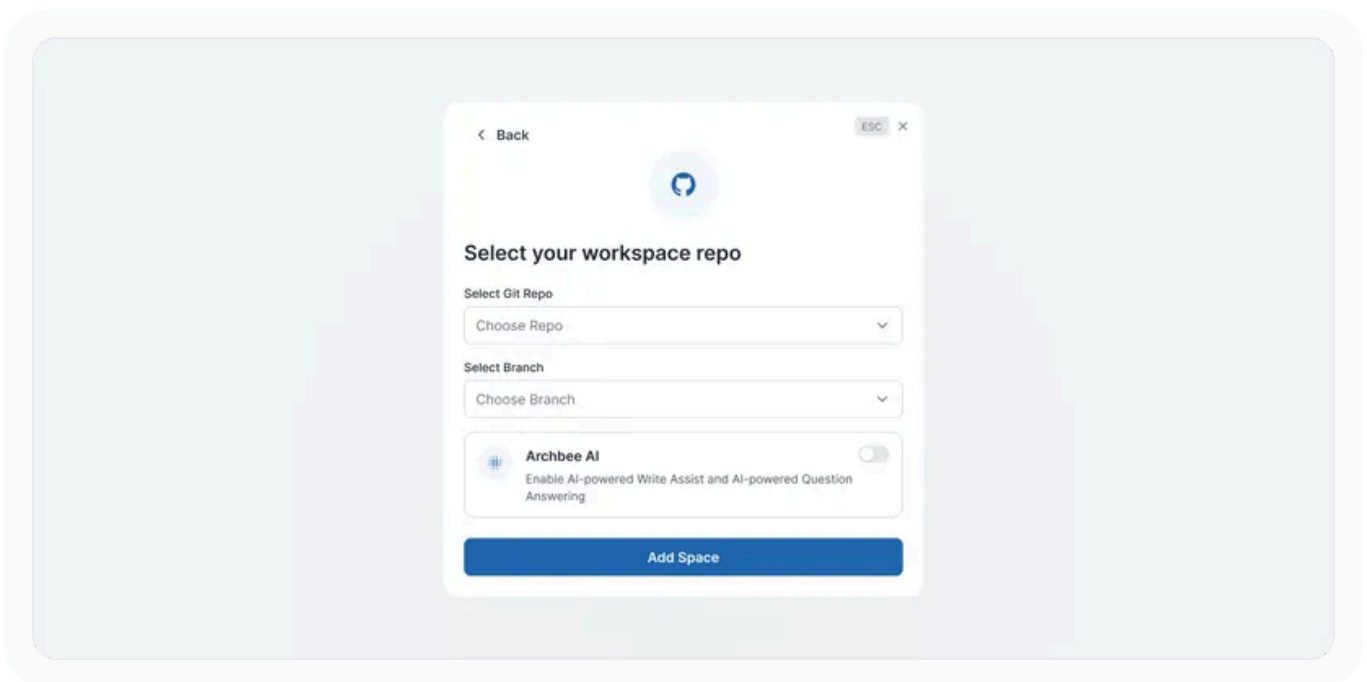 Back
ESC
Select your workspace repo
Select Git Repo
Choose Repo
Select Branch
Choose Branch
Archbee AI
Enable AI-powered Write Assist and AI-powered Question
Answering
Add Space